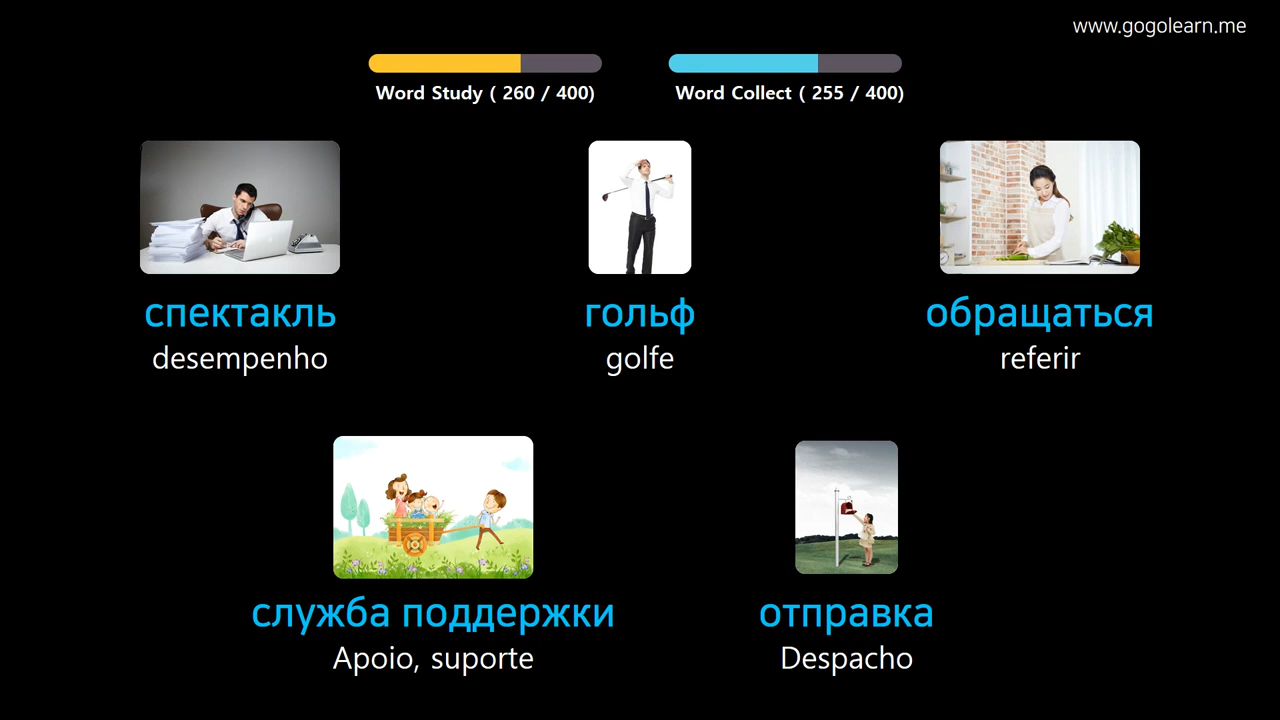 www.gogolearn.me
Word Study ( 260 / 400)
Word Collect ( 255 / 400)
спектакль
desempenho
гольф
golfe
обращаться
referir
служба поддержки
Apoio, suporte
отправка
Despacho